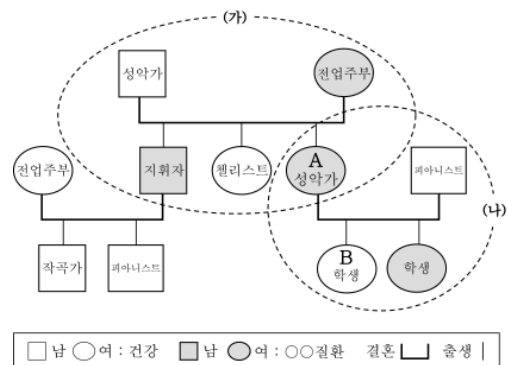 (가)
성악가
전업주부
전업주부
지휘자
첼리스트
A
성악가
피아니스트
(나)
작곡가
피아니스트
B
학생
학생
남 여 : 건강 남 여 : ○○질환 결혼 출생